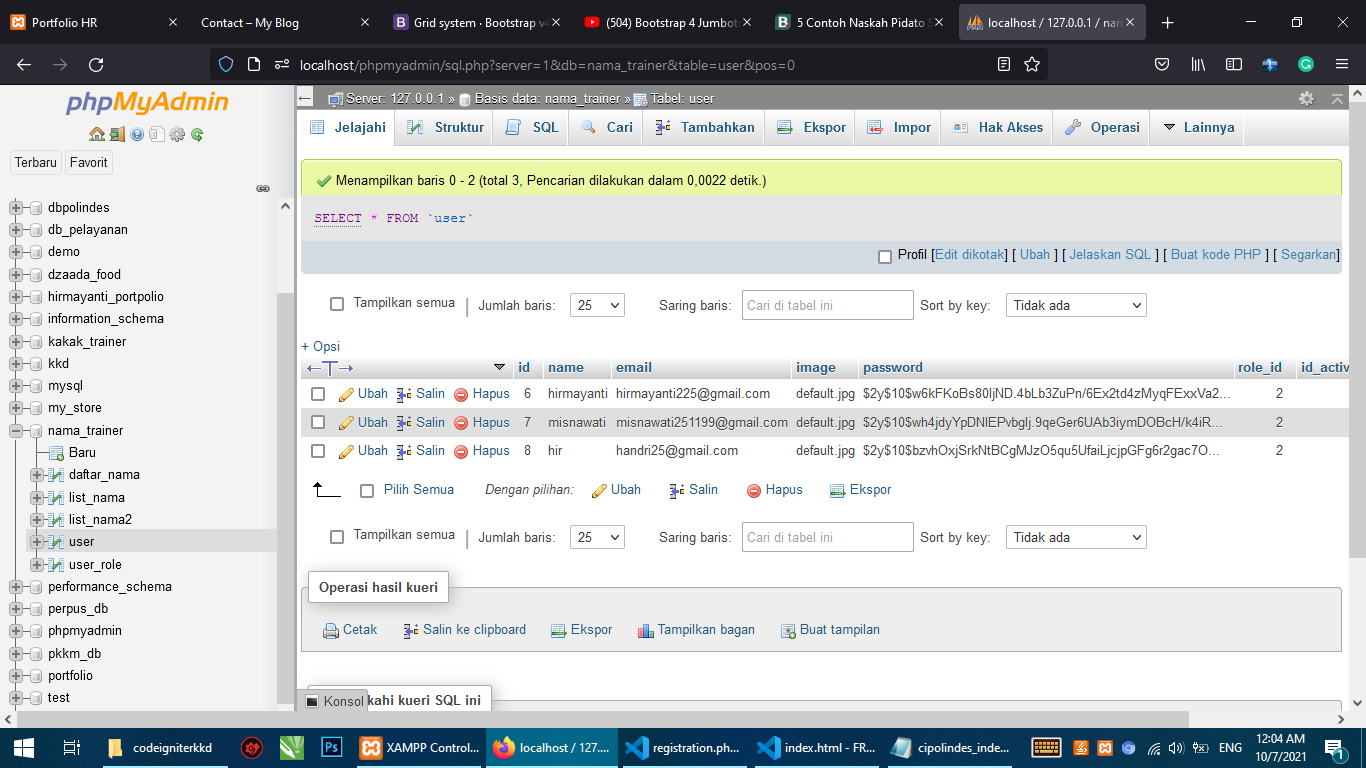 Portfolio HR
Contact – My Blog
Grid system · Bootstrap v4
(504) Bootstrap 4 Jumbot
5 Contoh Naskah Pidato S
localhost / 127.0.0.1 / nam
localhost/phpmyadmin/sql.php?server=1&db=nama_trainer&table=user&pos=0
phpMyAdmin
Terbaru
Favorit
dbpolindes
db_pelayanan
demo
dzaada_food
hirmayanti_portpolio
information_schema
kakak_trainer
kkd
mysql
my_store
nama_trainer
Baru
daftar_nama
list_nama
list_nama2
user
user_role
performance_schema
perpus_db
phpmyadmin
pkkm_db
portfolio
test
Server: 127.0.0.1 » Basis data: nama_trainer » Tabel: user
Jelajahi Struktur SQL Cari Tambahkan Ekspor Impor Hak Akses Operasi Lainnya
Menampilkan baris 0 - 2 (total 3, Pencarian dilakukan dalam 0,0022 detik.)
SELECT * FROM `user`
Profil [Edit dikotak] [ Ubah ] [ Jelaskan SQL ] [ Buat kode PHP ] [ Segarkan]
Tampilkan semua | Jumlah baris: 25 Saring baris: Cari di tabel ini Sort by key: Tidak ada
+ Opsi
←T→ id name email image password role_id id_activ
Ubah Salin Hapus 6 hirmayanti hirmayanti225@gmail.com default.jpg $2y$10$w6kFKoBs80ljND.4bLb3ZuPn/6Ex2td4zMyqFExxVa2... 2
Ubah Salin Hapus 7 misnawati misnawati251199@gmail.com default.jpg $2y$10$wh4jdyYpDNlEPvbglj.9qeGer6UAb3iymDOBcH/k4iR... 2
Ubah Salin Hapus 8 hir handri25@gmail.com default.jpg $2y$10$bzvhOxjSrkNtBCgMJzO5qu5UfaiLjcjpGFg6r2gac7O... 2
Pilih Semua Dengan pilihan: Ubah Salin Hapus Ekspor
Tampilkan semua | Jumlah baris: 25 Saring baris: Cari di tabel ini Sort by key: Tidak ada
Operasi hasil kueri
Cetak Salin ke clipboard Ekspor Tampilkan bagan Buat tampilan
Konsol
kahi kueri SQL ini
codeigniterkkd
XAMPP Control...
localhost / 127....
registration.ph...
index.html - FR...
cipolindes_inde...
ENG
12:04 AM
10/7/2021
1